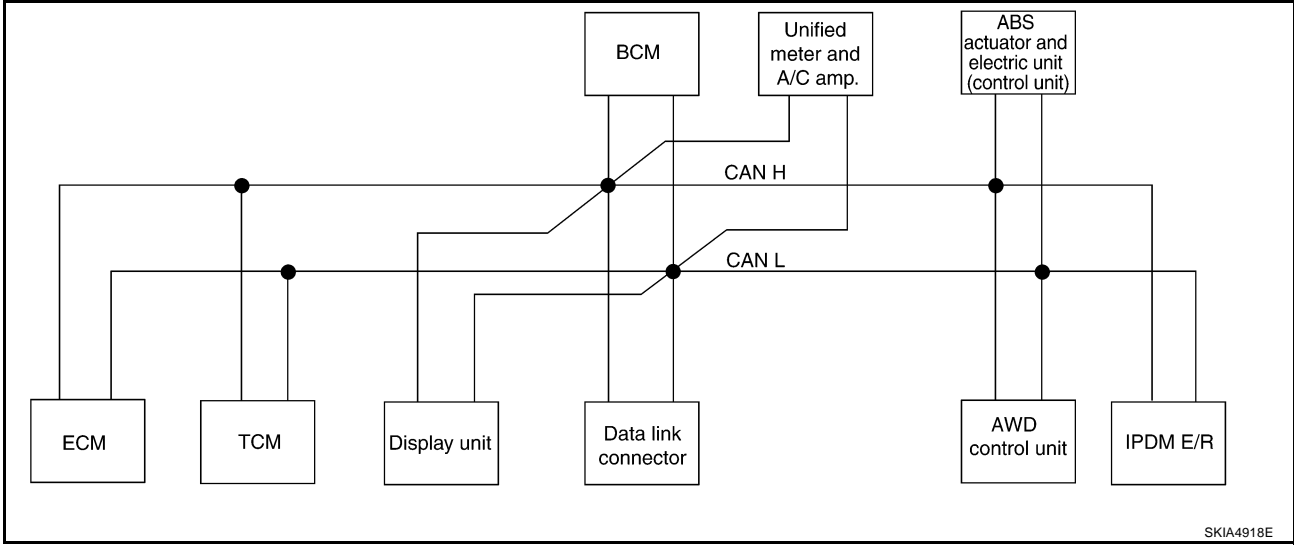 BCM
Unified
meter and
A/C amp.
ABS
actuator and
electric unit
(control unit)
CAN H
CAN L
ECM
TCM
Display unit
Data link
connector
AWD
control unit
IPDM E/R
SKIA4918E